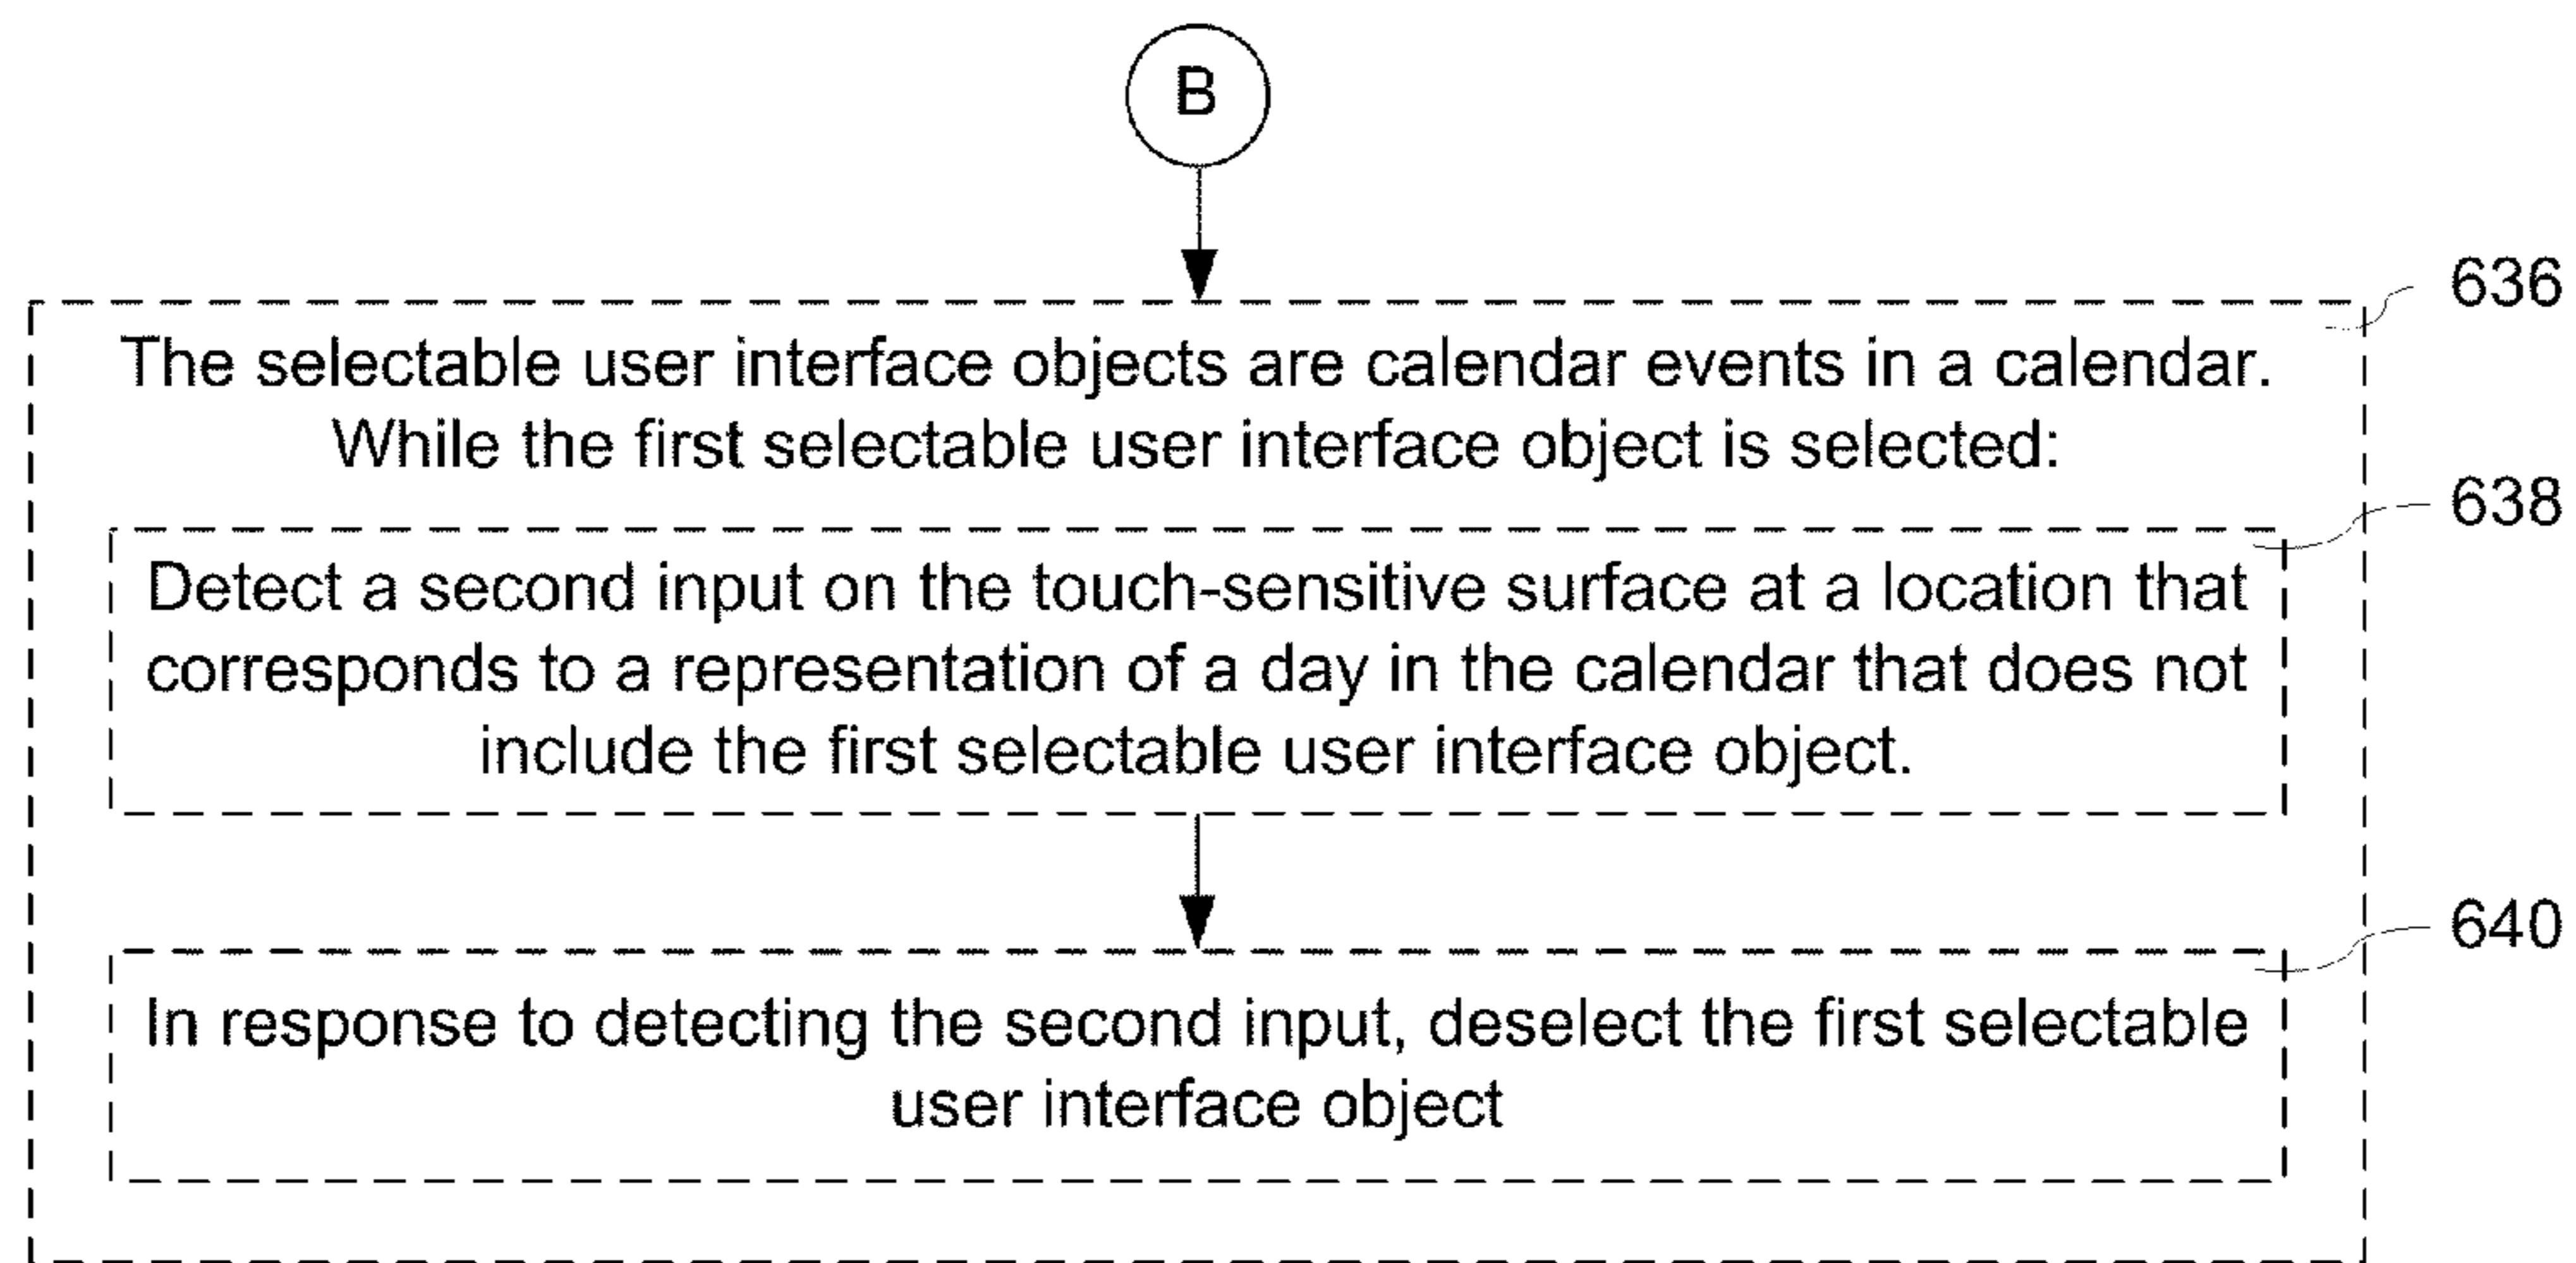 B
636
The selectable user interface objects are calendar events in a calendar.
While the first selectable user interface object is selected:
638
Detect a second input on the touch-sensitive surface at a location that
corresponds to a representation of a day in the calendar that does not
include the first selectable user interface object.
640
In response to detecting the second input, deselect the first selectable
user interface object